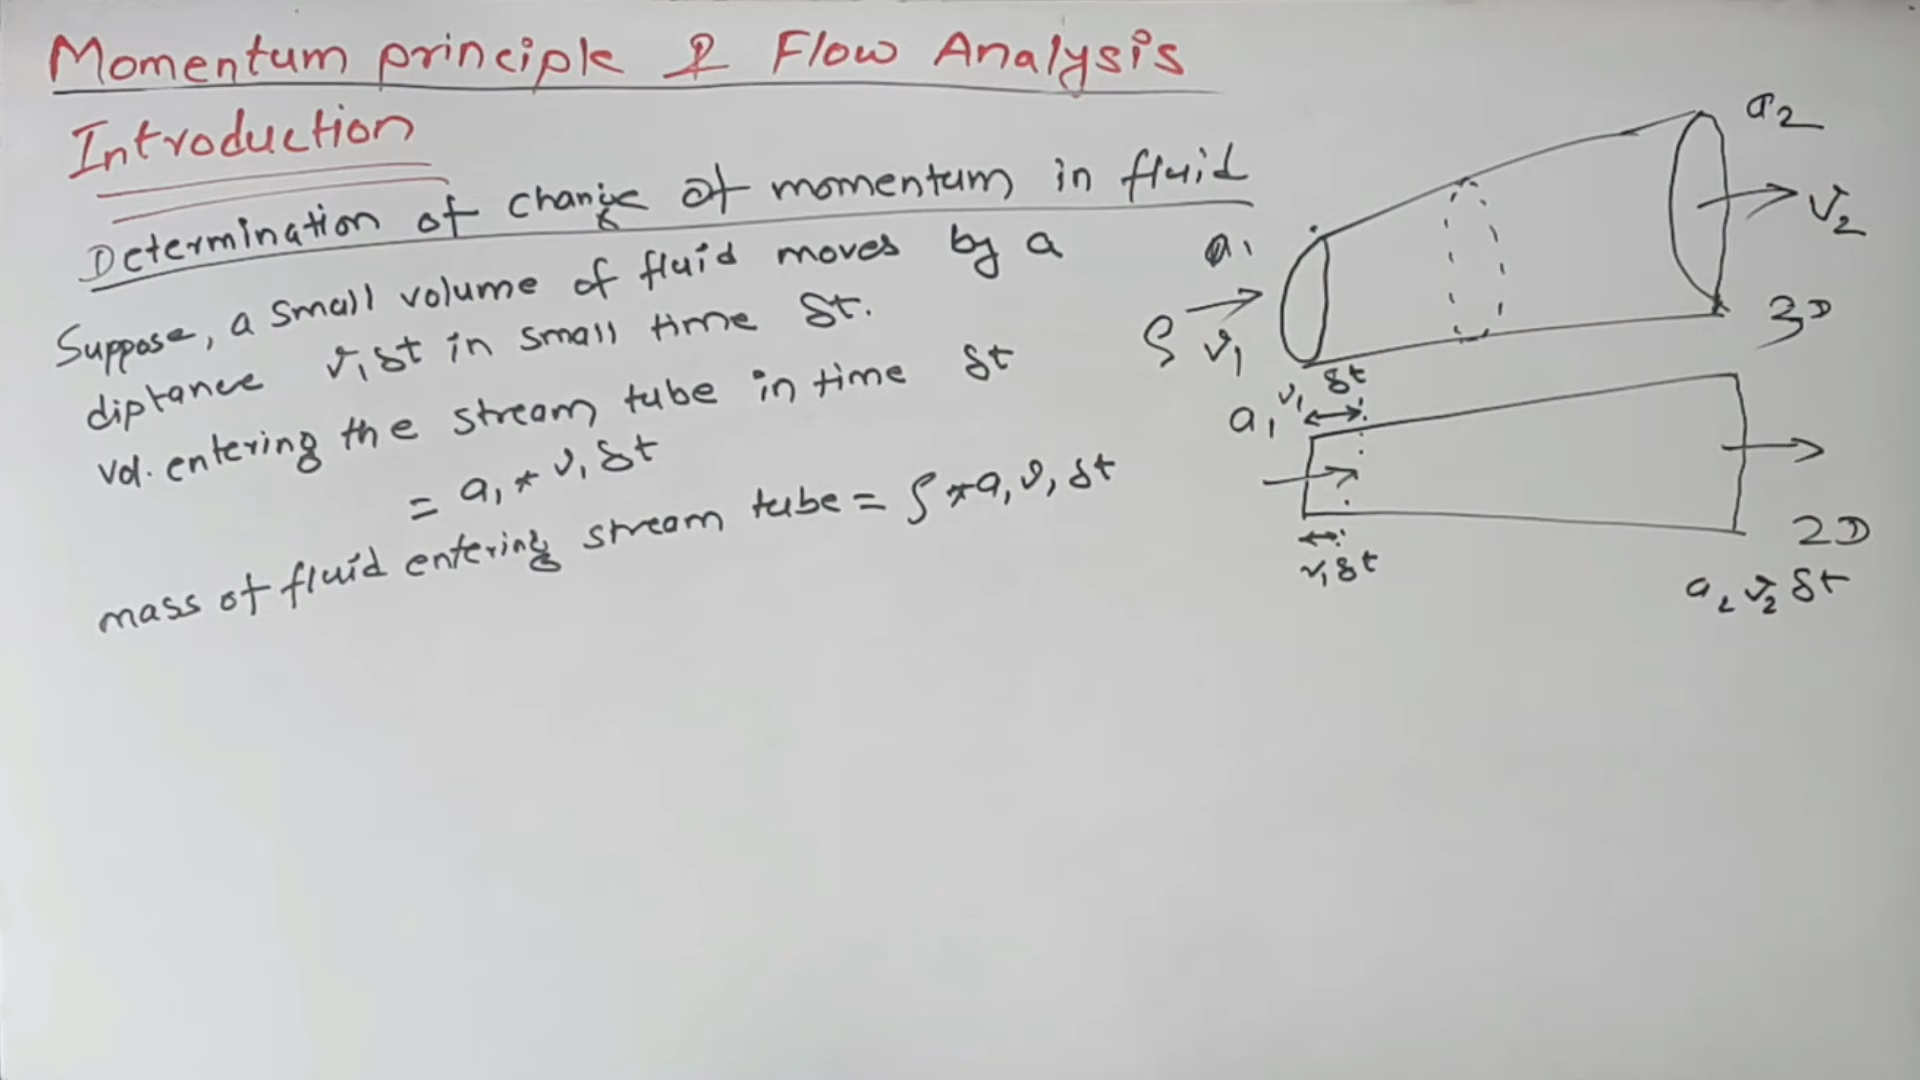 Momentum principle & Flow Analysis
Introduction
Determination of change of momentum in fluid
Suppose, a small volume of fluid moves by a
diptance v₁δt in small time δt.
vol. entering the stream tube in time δt
= a₁ * v₁ δt
mass of fluid entering stream tube = ρ * a₁ v₁ δt
a₂
v₂
a₁
ρ v₁
3D
v₁ δt
a₁
2D
v₁δt
a₂ v₂ δt